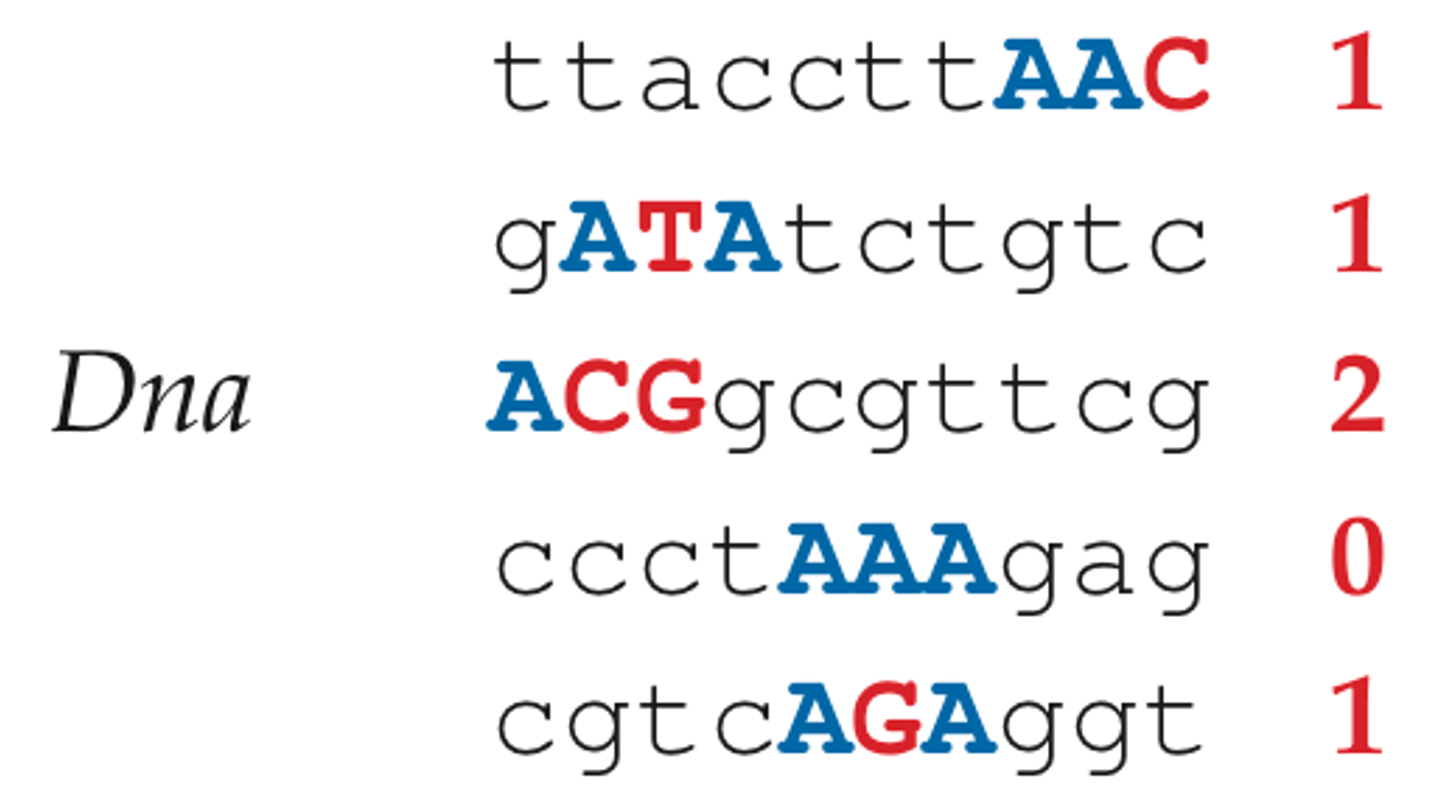 ttaccttAAC 1
gATAtctgtc 1
Dna ACGgcgttcg 2
ccctAAAgag 0
cgtcAGAggt 1